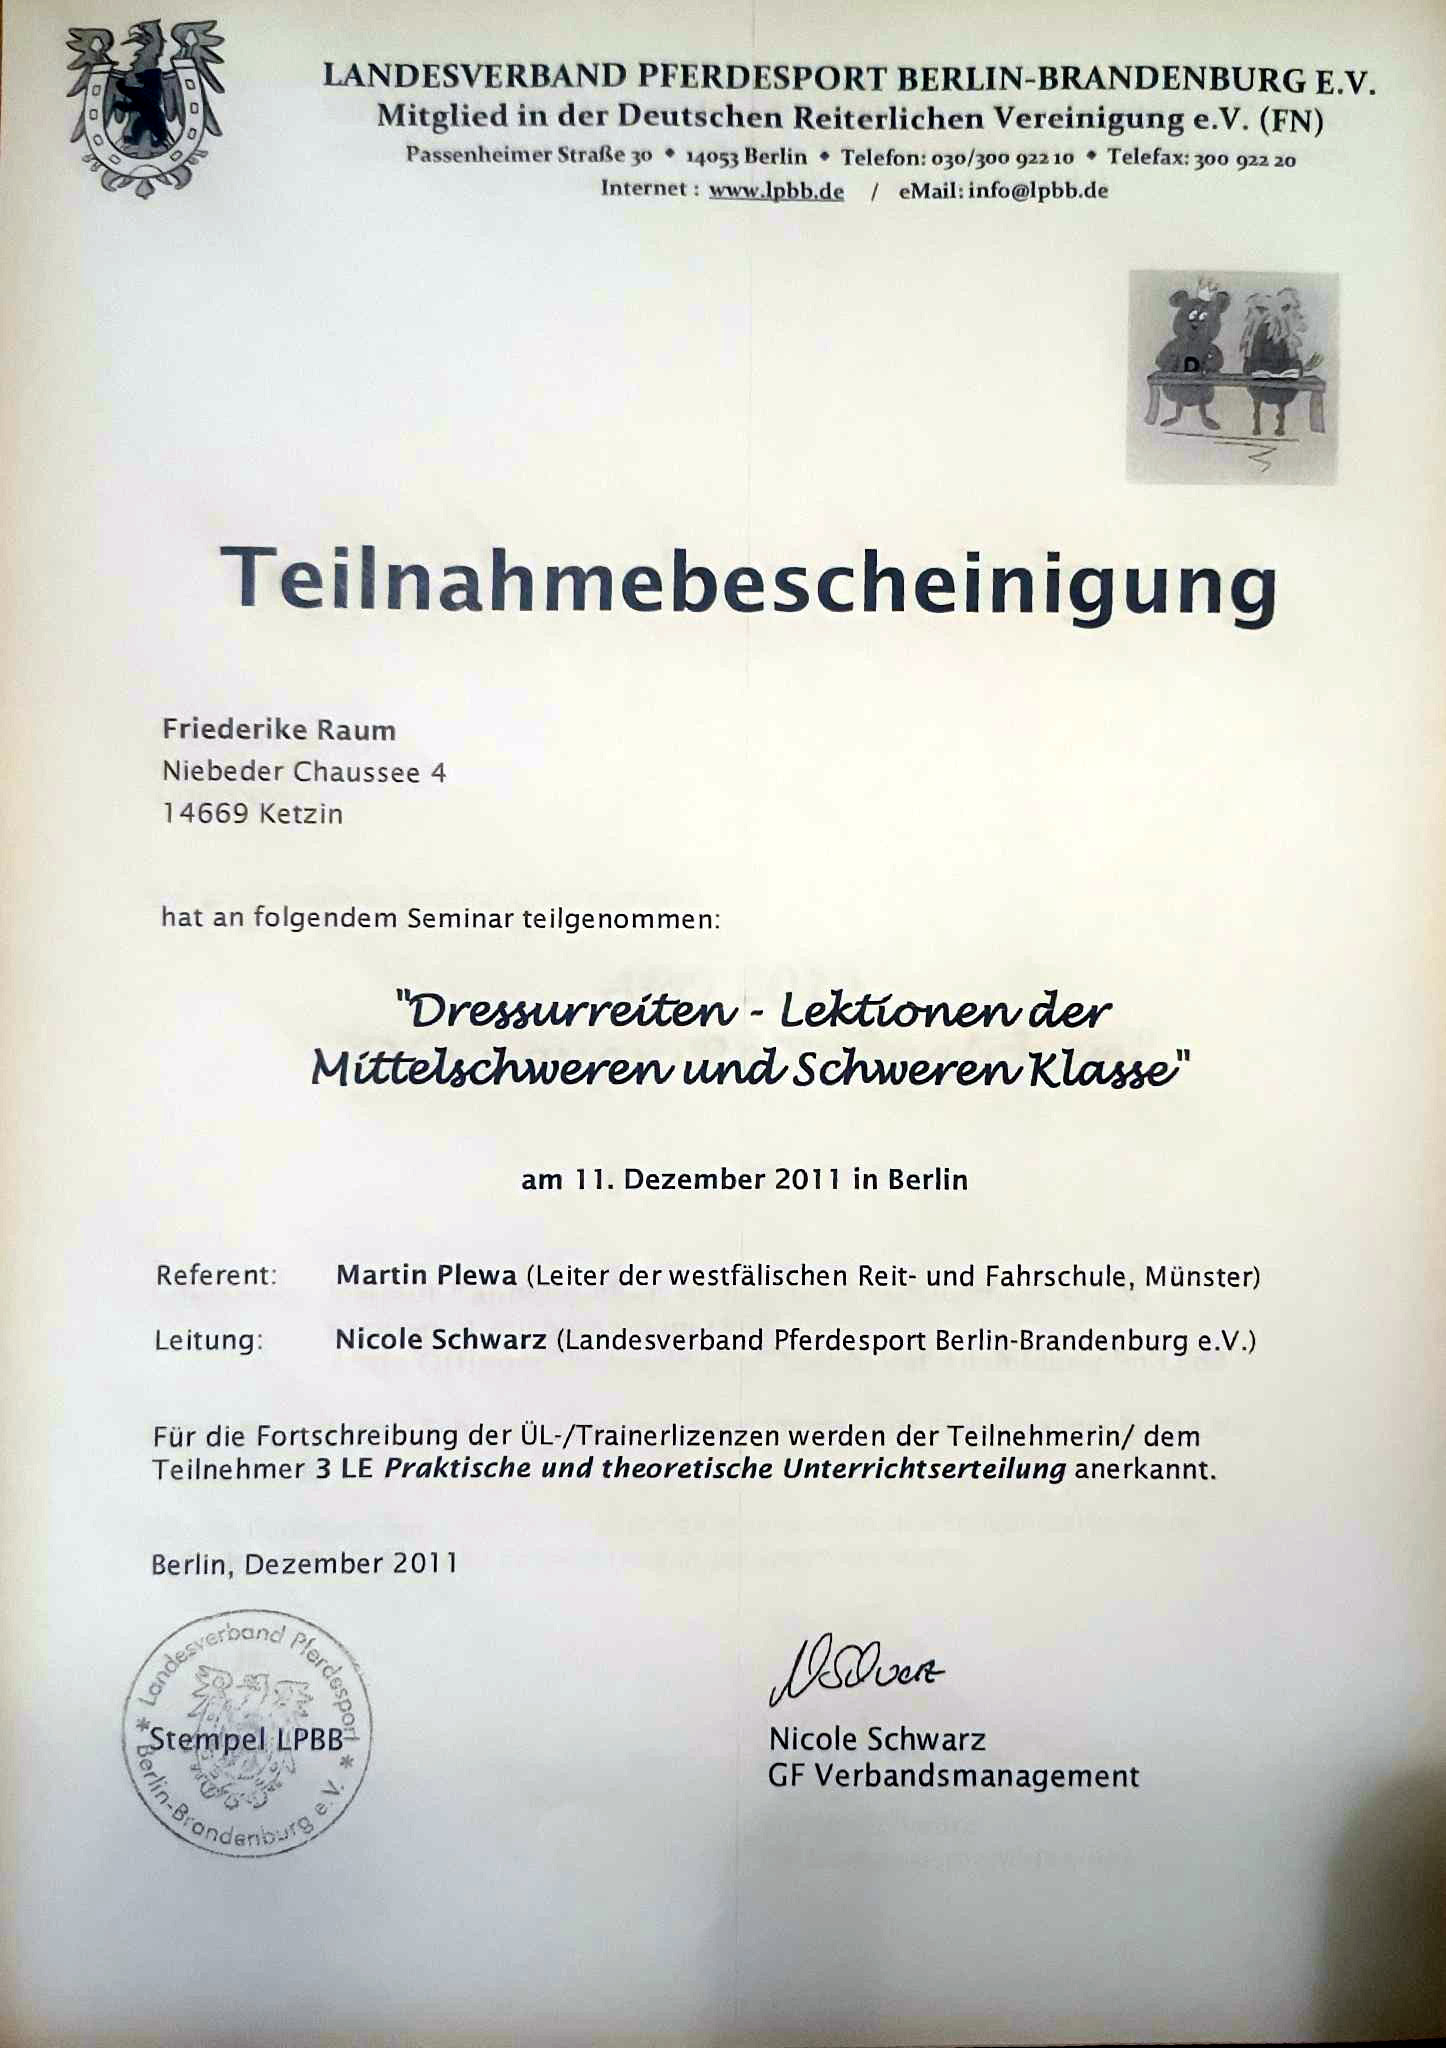 LANDESVERBAND PFERDESPORT BERLIN-BRANDENBURG E.V.
Mitglied in der Deutschen Reiterlichen Vereinigung e.V. (FN)
Passenheimer Straße 30 • 14053 Berlin • Telefon: 030/300 922 10 • Telefax: 300 922 20
Internet : www.lpbb.de / eMail: info@lpbb.de
D
Teilnahmebescheinigung
Friederike Raum
Niebeder Chaussee 4
14669 Ketzin
hat an folgendem Seminar teilgenommen:
"Dressurreiten - Lektionen der
Mittelschweren und Schweren Klasse"
am 11. Dezember 2011 in Berlin
Referent: Martin Plewa (Leiter der westfälischen Reit- und Fahrschule, Münster)
Leitung: Nicole Schwarz (Landesverband Pferdesport Berlin-Brandenburg e.V.)
Für die Fortschreibung der ÜL-/Trainerlizenzen werden der Teilnehmerin/ dem
Teilnehmer 3 LE Praktische und theoretische Unterrichtserteilung anerkannt.
Berlin, Dezember 2011
Landesverband Pferdesport
* Berlin-Brandenburg e.V. *
Stempel LPBB
NSchwarz
Nicole Schwarz
GF Verbandsmanagement